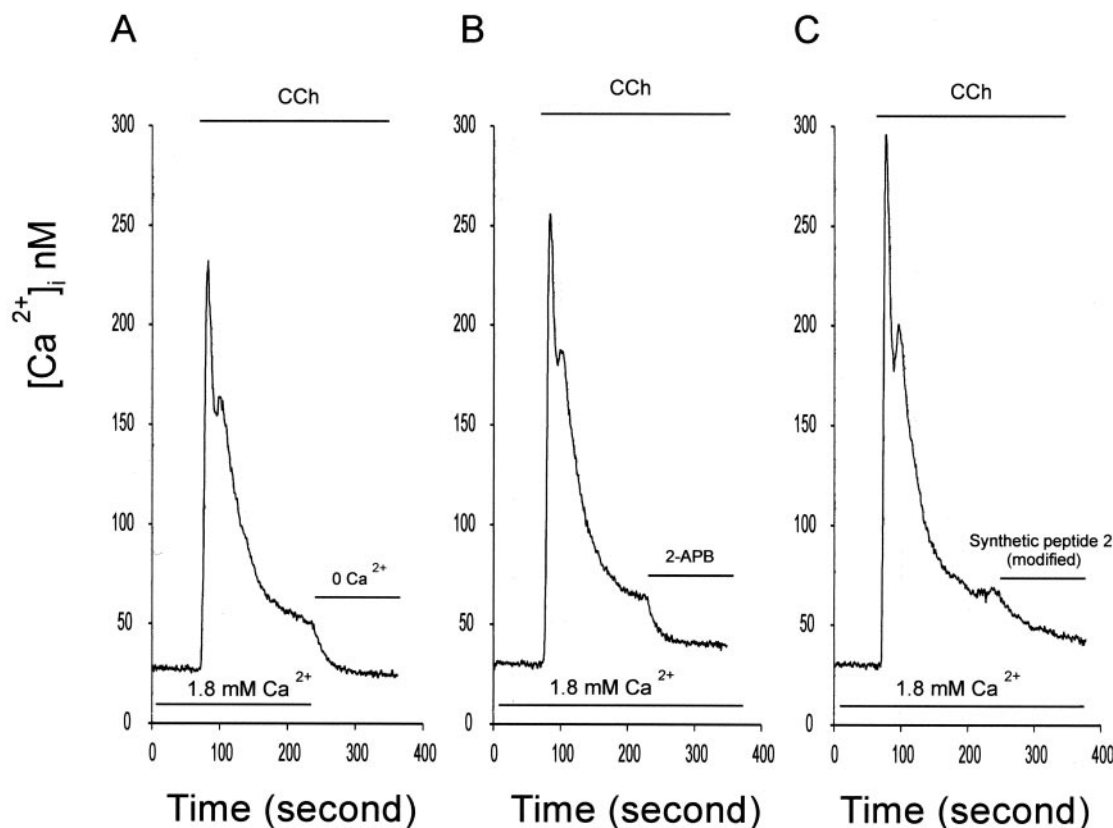 A
B
C
CCh
CCh
CCh
[Ca 2+]i nM
300
250
200
150
100
50
0
0 Ca 2+
1.8 mM Ca 2+
0 100 200 300 400
Time (second)
300
250
200
150
100
50
0
2-APB
1.8 mM Ca 2+
0 100 200 300 400
Time (second)
300
250
200
150
100
50
0
Synthetic peptide 2
(modified)
1.8 mM Ca 2+
0 100 200 300 400
Time (second)